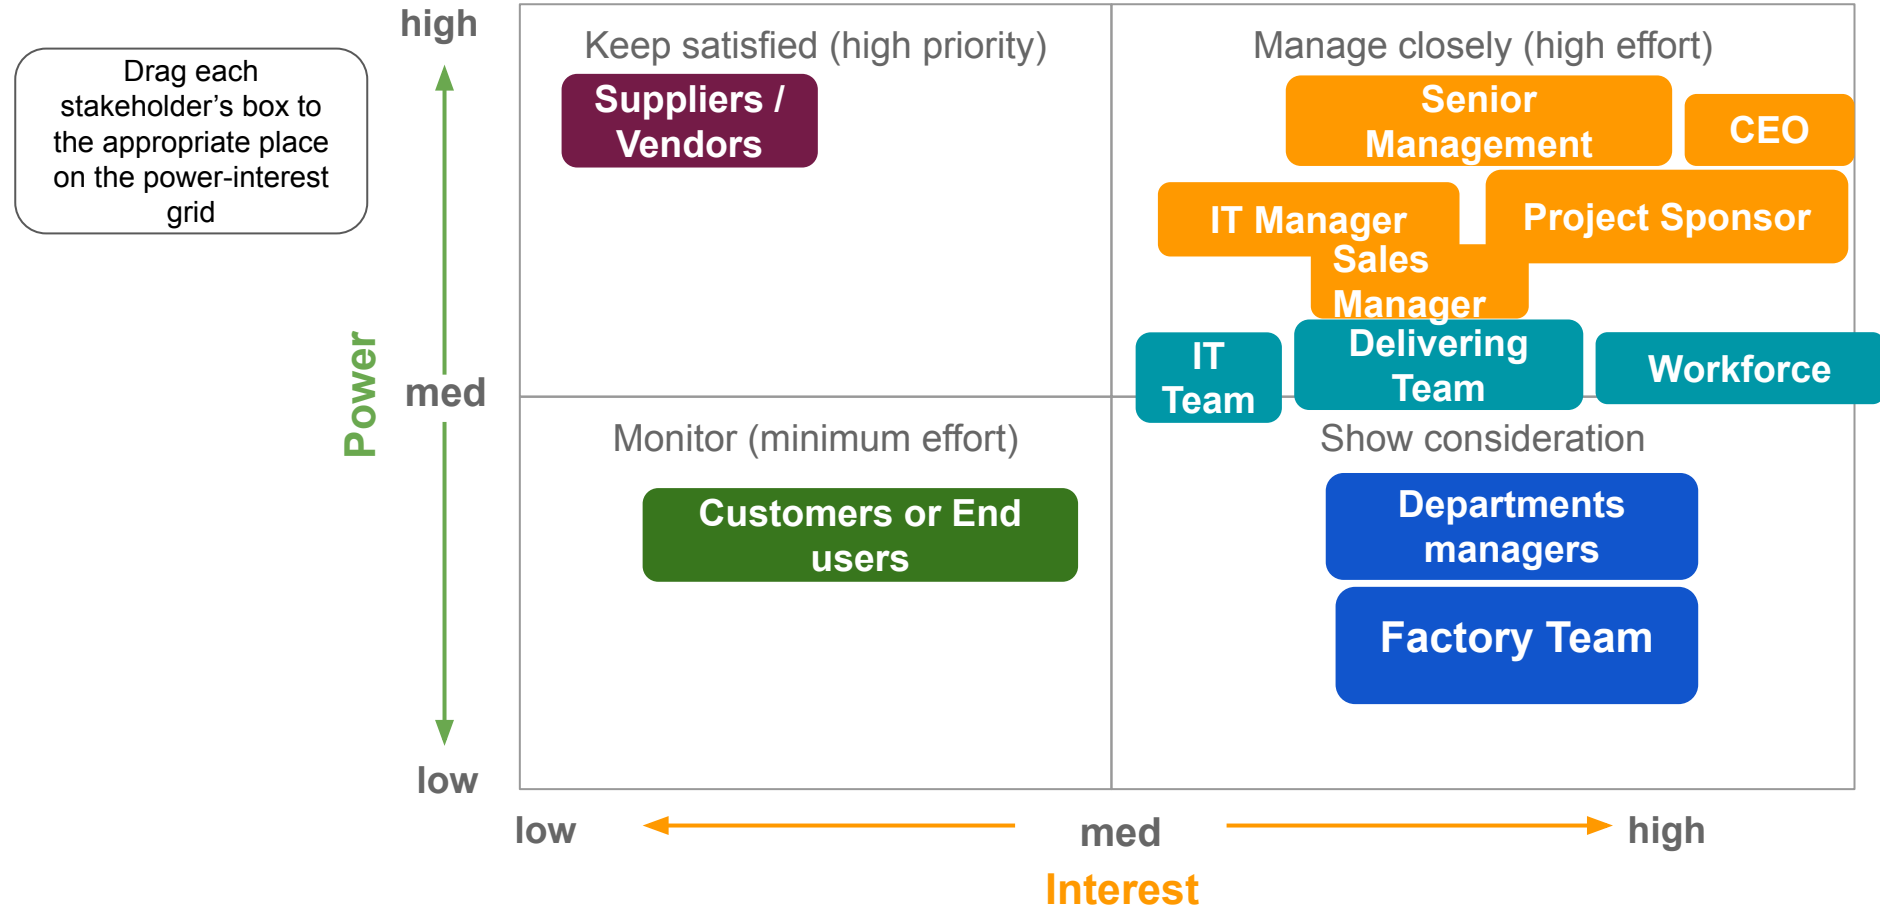 high
Drag each
stakeholder's box to
the appropriate place
on the power-interest
grid
Keep satisfied (high priority)
Manage closely (high effort)
Suppliers /
Vendors
Senior
Management
CEO
IT Manager
Project Sponsor
Sales
Manager
IT
Team
Delivering
Team
Workforce
Power
med
Monitor (minimum effort)
Show consideration
Customers or End
users
Departments
managers
Factory Team
low
low
med
high
Interest